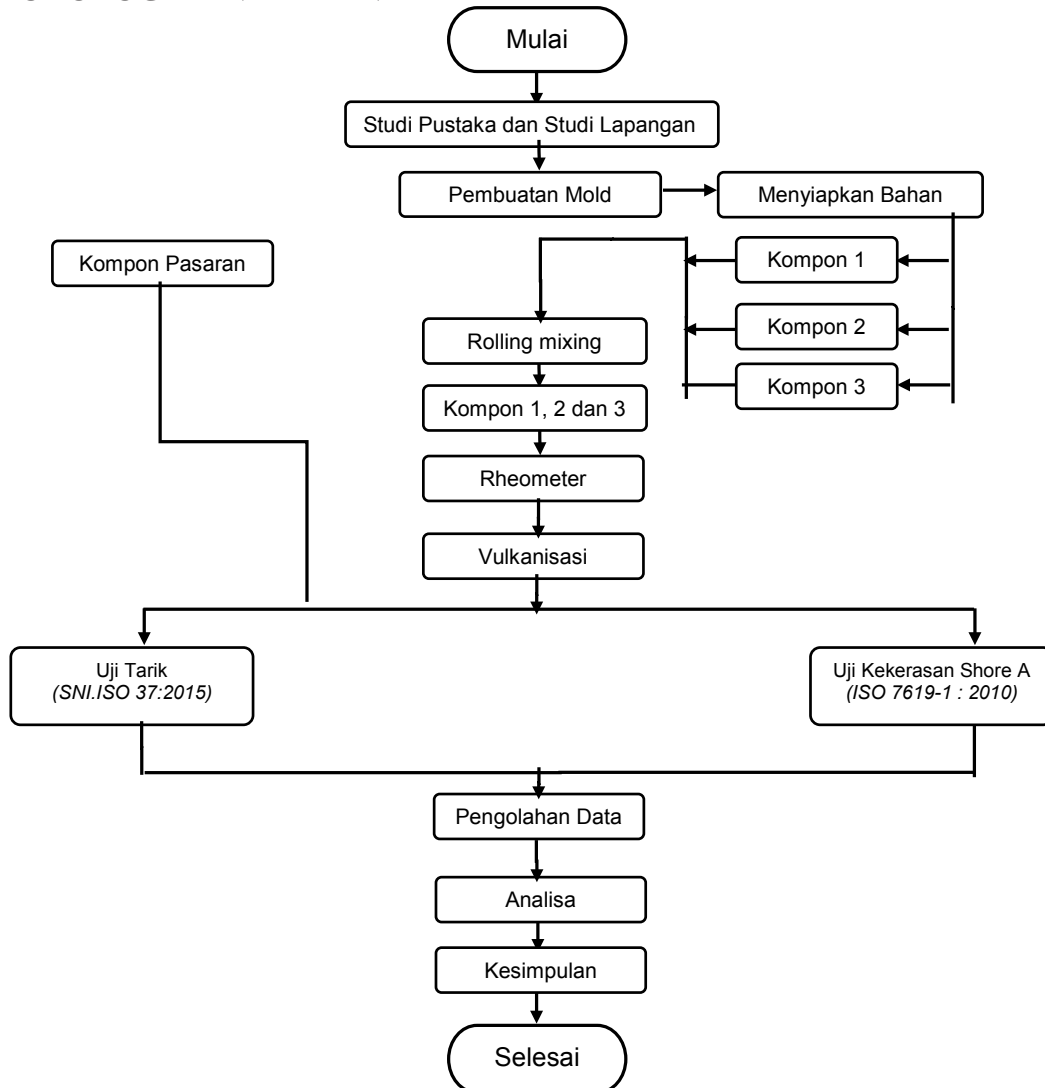 Mulai
Studi Pustaka dan Studi Lapangan
Pembuatan Mold
Menyiapkan Bahan
Kompon Pasaran
Kompon 1
Kompon 2
Kompon 3
Rolling mixing
Kompon 1, 2 dan 3
Rheometer
Vulkanisasi
Uji Tarik
(SNI.ISO 37:2015)
Uji Kekerasan Shore A
(ISO 7619-1 : 2010)
Pengolahan Data
Analisa
Kesimpulan
Selesai